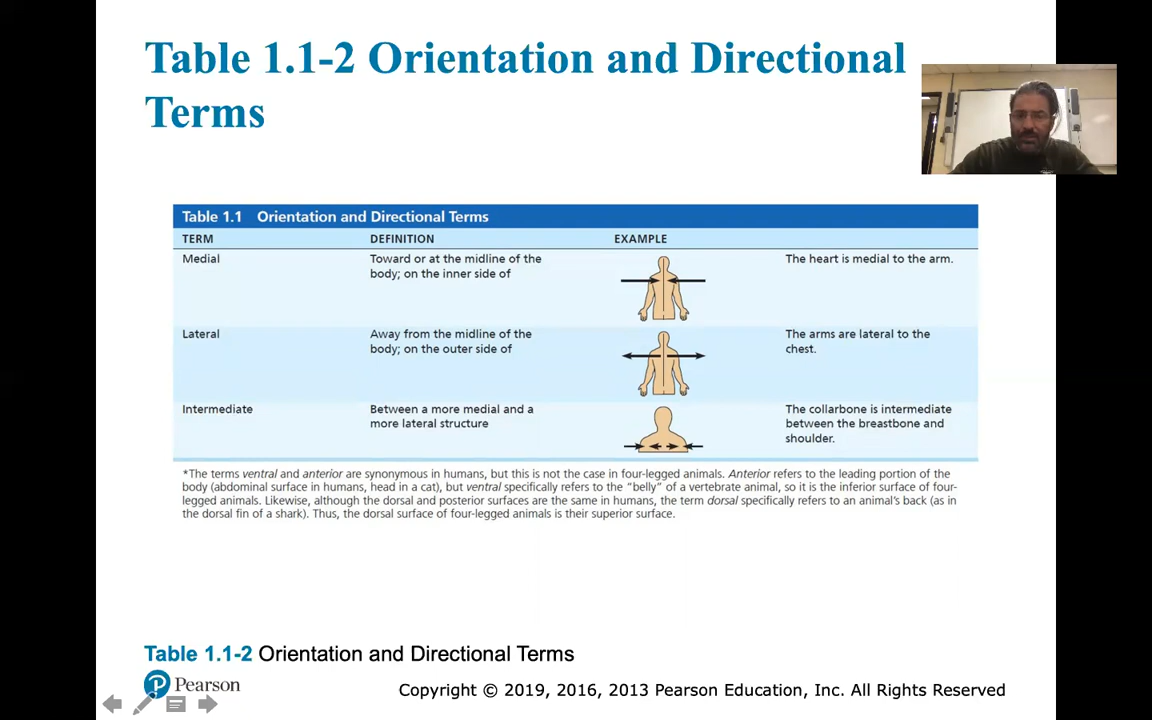 Table 1.1-2 Orientation and Directional
Terms
Table 1.1 Orientation and Directional Terms
TERM DEFINITION EXAMPLE
Medial
Toward or at the midline of the
body; on the inner side of
The heart is medial to the arm.
Lateral
Away from the midline of the
body; on the outer side of
The arms are lateral to the
chest.
Intermediate
Between a more medial and a
more lateral structure
The collarbone is intermediate
between the breastbone and
shoulder.
*The terms ventral and anterior are synonymous in humans, but this is not the case in four-legged animals. Anterior refers to the leading portion of the
body (abdominal surface in humans, head in a cat), but ventral specifically refers to the “belly” of a vertebrate animal, so it is the inferior surface of four-
legged animals. Likewise, although the dorsal and posterior surfaces are the same in humans, the term dorsal specifically refers to an animal’s back (as in
the dorsal fin of a shark). Thus, the dorsal surface of four-legged animals is their superior surface.
Table 1.1-2 Orientation and Directional Terms
P Pearson
Copyright © 2019, 2016, 2013 Pearson Education, Inc. All Rights Reserved